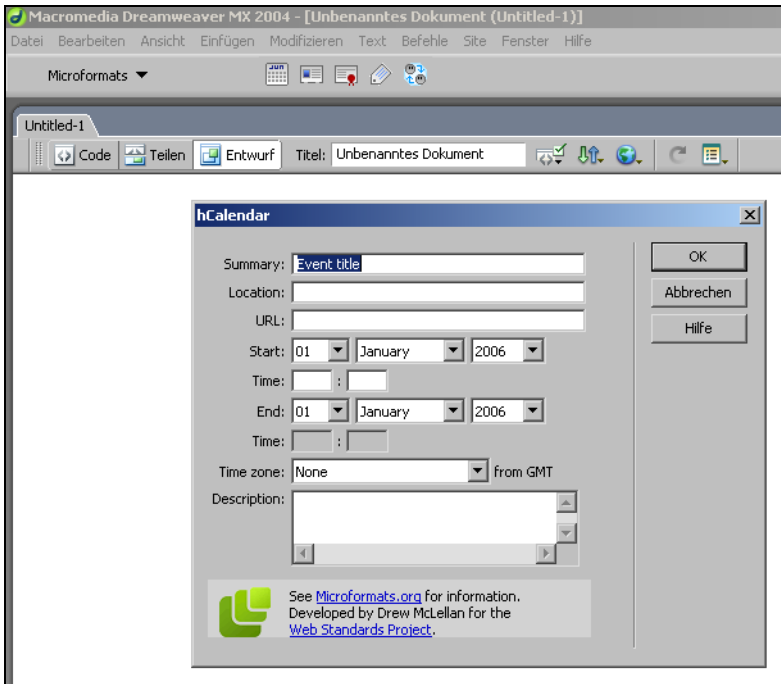 Macromedia Dreamweaver MX 2004 - [Unbenanntes Dokument (Untitled-1)]
Datei Bearbeiten Ansicht Einfügen Modifizieren Text Befehle Site Fenster Hilfe
Microformats JUN
Untitled-1
Code Teilen Entwurf Titel: Unbenanntes Dokument
hCalendar
Summary: Event title OK
Location: Abbrechen
URL: Hilfe
Start: 01 January 2006
Time: :
End: 01 January 2006
Time: :
Time zone: None from GMT
Description:
See Microformats.org for information.
Developed by Drew McLellan for the
Web Standards Project.